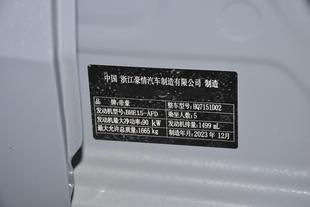 中国 浙江豪情汽车制造有限公司 制造
品牌：帝豪 整车型号：HQ7151D02
发动机型号：BHE15-AFD 乘坐人数：5
发动机最大净功率：90 kW 发动机排量：1499 mL
最大允许总质量：1665 kg 制造年月：2023 年 12月